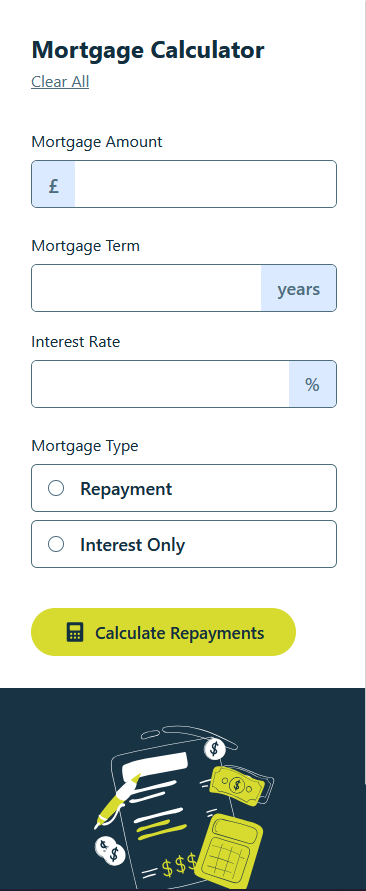 Mortgage Calculator
Clear All
Mortgage Amount
£
Mortgage Term
years
Interest Rate
%
Mortgage Type
Repayment
Interest Only
Calculate Repayments
$
$
$
$
$$$